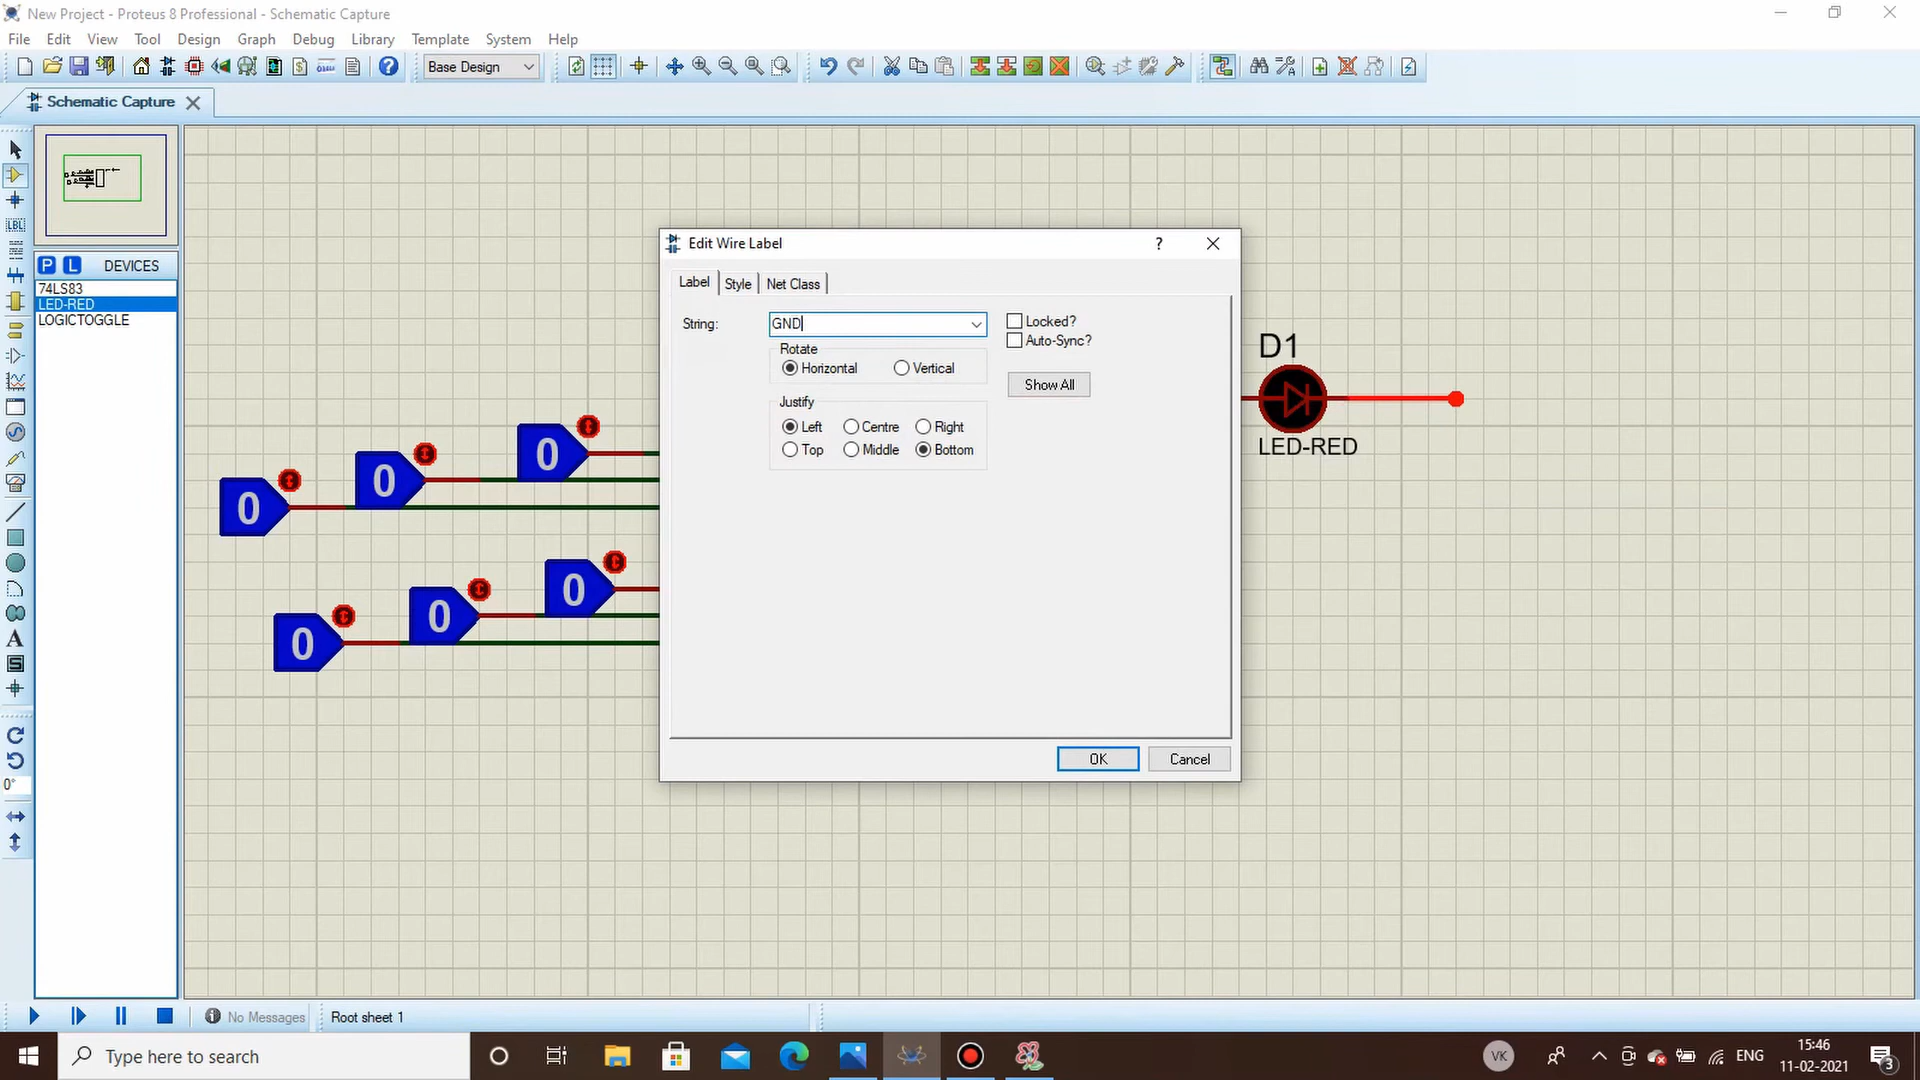 New Project - Proteus 8 Professional - Schematic Capture
File Edit View Tool Design Graph Debug Library Template System Help
Base Design
Schematic Capture
P L DEVICES
74LS83
LED-RED
LOGICTOGGLE
LBL
A
S
0°
Edit Wire Label ?
Label Style Net Class
String: GND
Locked?
Auto-Sync?
Rotate
Horizontal Vertical
Show All
Justify
Left Centre Right
Top Middle Bottom
OK Cancel
D1
LED-RED
0
0
0
0
0
0
No Messages Root sheet 1
Type here to search
VK
ENG
15:46
11-02-2021
3